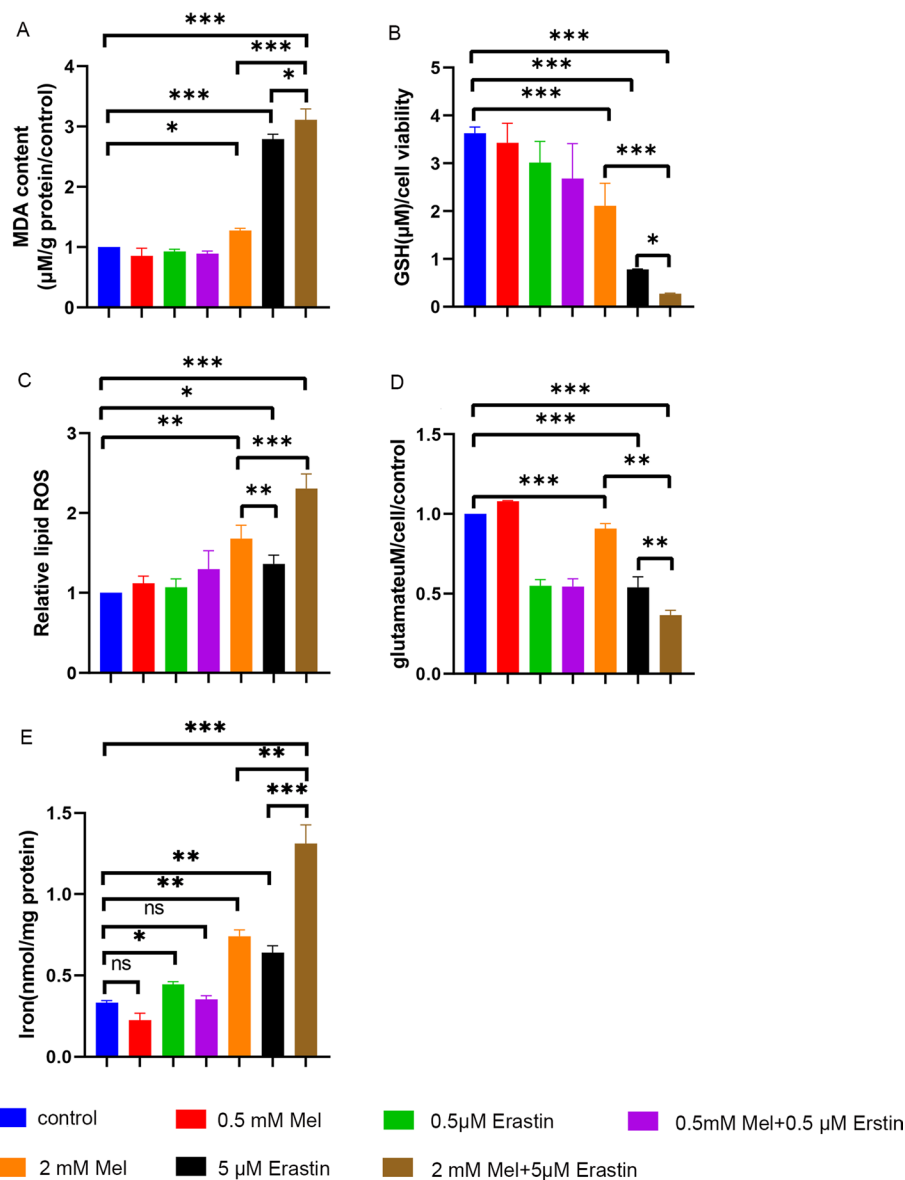 A
***
***
*
***
*
MDA content
(µM/g protein/control)
4
3
2
1
0
B
***
***
***
***
*
GSH(µM)/cell viability
5
4
3
2
1
0
C
***
*
**
***
**
Relative lipid ROS
3
2
1
0
D
***
***
**
***
**
glutamateuM/cell/control
1.5
1.0
0.5
0.0
E
***
**
***
**
**
ns
*
ns
Iron(nmol/mg protein)
1.5
1.0
0.5
0.0
control
0.5 mM Mel
0.5µM Erastin
0.5mM Mel+0.5 µM Erstin
2 mM Mel
5 µM Erastin
2 mM Mel+5µM Erastin